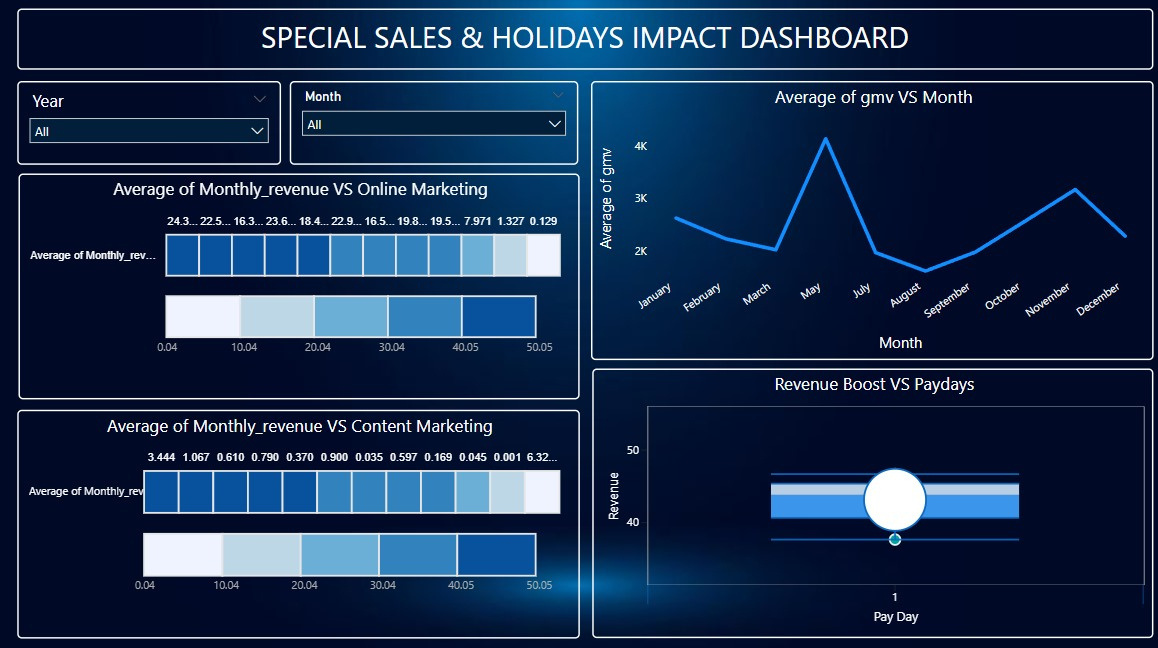 SPECIAL SALES & HOLIDAYS IMPACT DASHBOARD
Year
All
Month
All
Average of Monthly_revenue VS Online Marketing
24.3... 22.5... 16.3... 23.6... 18.4... 22.9... 16.5... 19.8... 19.5... 7.971 1.327 0.129
Average of Monthly_rev...
0.04 10.04 20.04 30.04 40.05 50.05
Average of Monthly_revenue VS Content Marketing
3.444 1.067 0.610 0.790 0.370 0.900 0.035 0.597 0.169 0.045 0.001 6.32...
Average of Monthly_rev
0.04 10.04 20.04 30.04 40.05 50.05
Average of gmv VS Month
Average of gmv
4K
3K
2K
January February March May July August September October November December
Month
Revenue Boost VS Paydays
Revenue
50
40
1
Pay Day